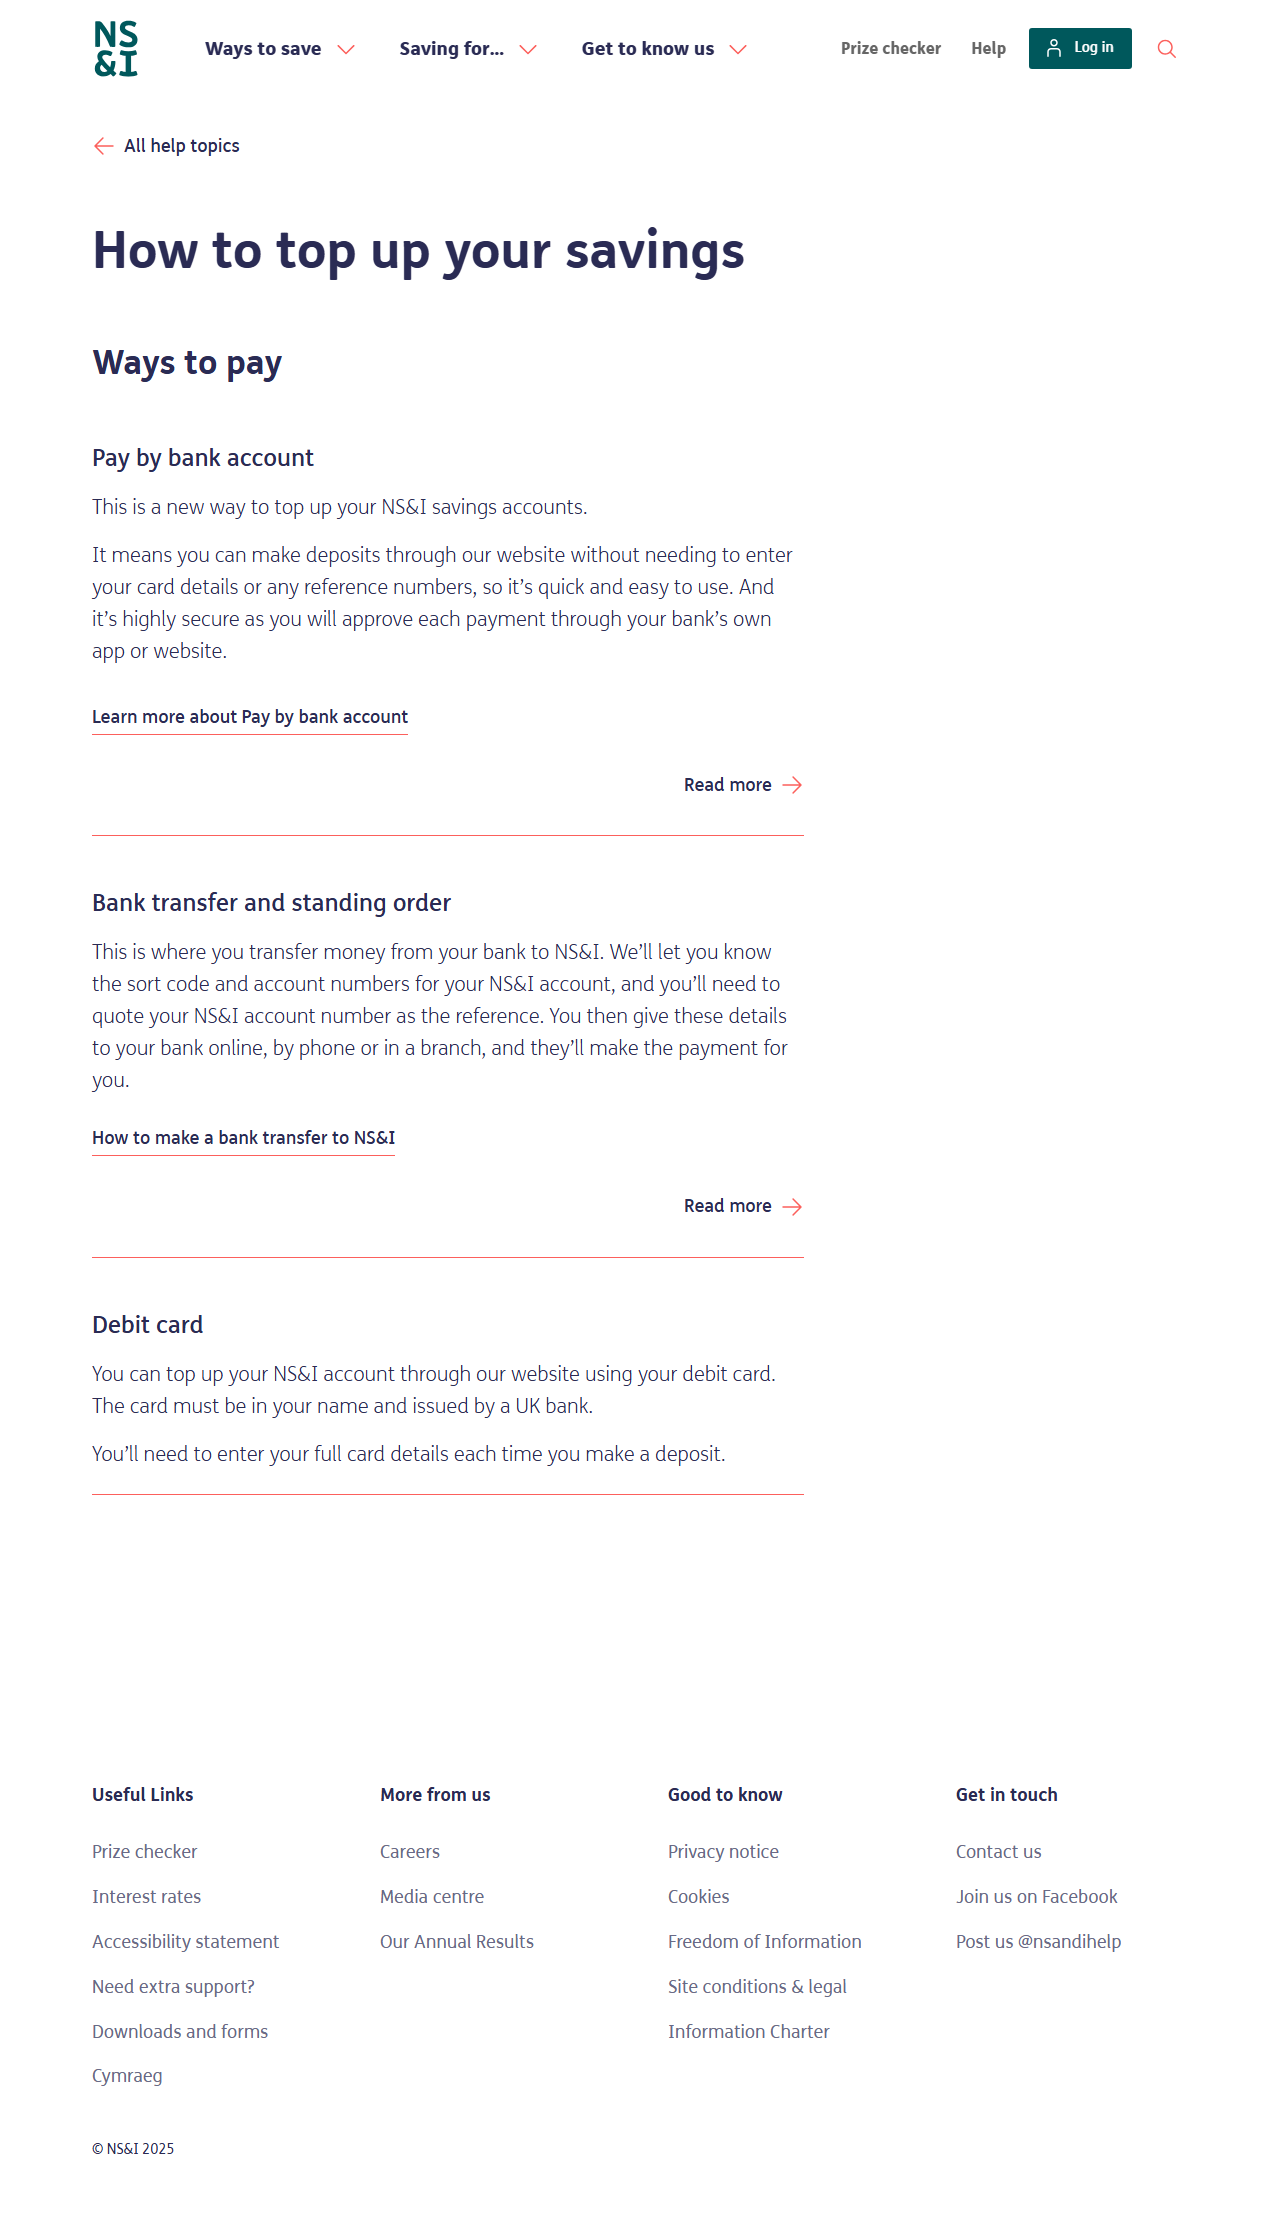 NS
&I
Ways to save
Saving for...
Get to know us
Prize checker
Help
Log in
All help topics
How to top up your savings
Ways to pay
Pay by bank account
This is a new way to top up your NS&I savings accounts.
It means you can make deposits through our website without needing to enter
your card details or any reference numbers, so it’s quick and easy to use. And
it’s highly secure as you will approve each payment through your bank’s own
app or website.
Learn more about Pay by bank account
Read more
Bank transfer and standing order
This is where you transfer money from your bank to NS&I. We’ll let you know
the sort code and account numbers for your NS&I account, and you’ll need to
quote your NS&I account number as the reference. You then give these details
to your bank online, by phone or in a branch, and they’ll make the payment for
you.
How to make a bank transfer to NS&I
Read more
Debit card
You can top up your NS&I account through our website using your debit card.
The card must be in your name and issued by a UK bank.
You’ll need to enter your full card details each time you make a deposit.
Useful Links
Prize checker
Interest rates
Accessibility statement
Need extra support?
Downloads and forms
Cymraeg
More from us
Careers
Media centre
Our Annual Results
Good to know
Privacy notice
Cookies
Freedom of Information
Site conditions & legal
Information Charter
Get in touch
Contact us
Join us on Facebook
Post us @nsandihelp
© NS&I 2025